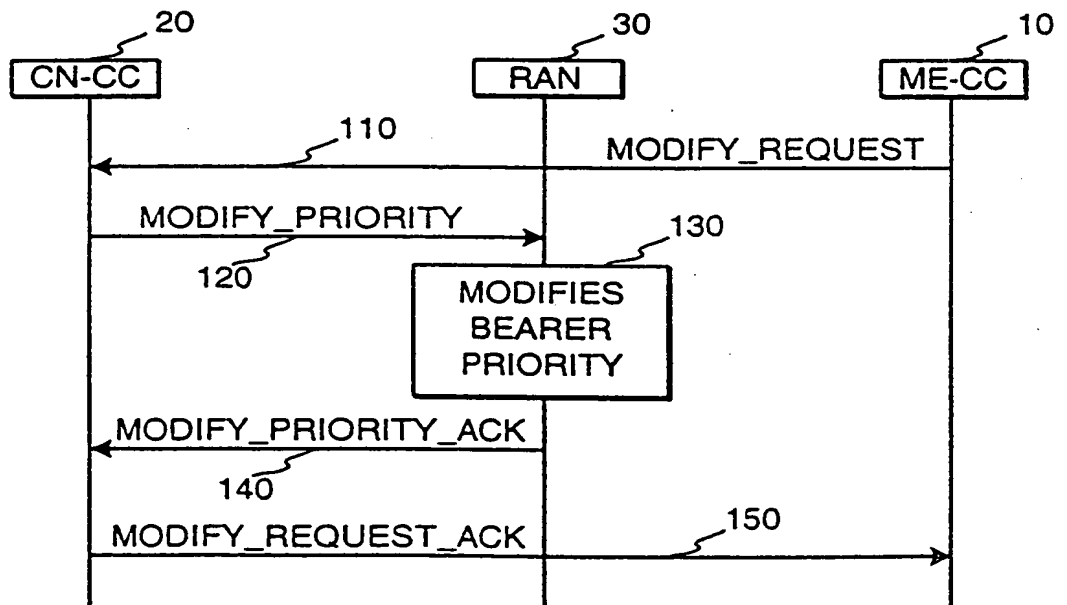 20
30
10
CN-CC
RAN
ME-CC
110
MODIFY_REQUEST
MODIFY_PRIORITY
120
130
MODIFIES
BEARER
PRIORITY
MODIFY_PRIORITY_ACK
140
MODIFY_REQUEST_ACK
150